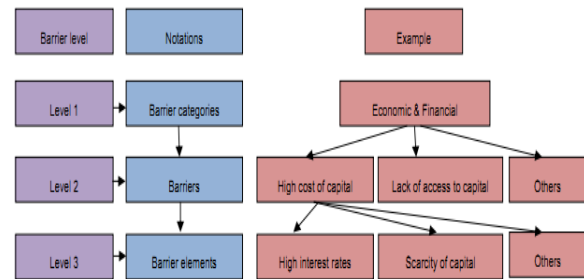 Barrier level Notations Example
Level 1 Barrier categories Economic & Financial
Level 2 Barriers High cost of capital Lack of access to capital Others
Level 3 Barrier elements High interest rates Scarcity of capital Others